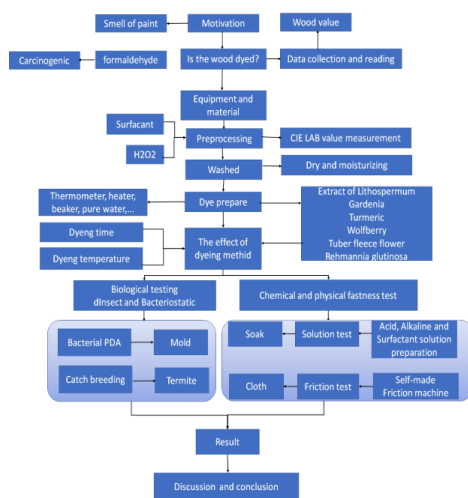 Smell of paint
Motivation
Wood value
Carcinogenic
formaldehyde
Is the wood dyed?
Data collection and reading
Equipment and
material
Surfacant
H2O2
Preprocessing
CIE LAB value measurement
Washed
Dry and moisturizing
Thermometer, heater,
beaker, pure water,...
Dye prepare
Extract of Lithospermum
Gardenia
Turmeric
Wolfberry
Tuber fleece flower
Rehmannia glutinosa
Dyeng time
Dyeng temperature
The effect of
dyeing methid
Biological testing
dInsect and Bacteriostatic
Chemical and physical fastness test
Bacterial PDA
Mold
Soak
Solution test
Acid, Alkaline and
Surfactant solution
preparation
Catch breeding
Termite
Cloth
Friction test
Self-made
Friction machine
Result
Discussion and conclusion